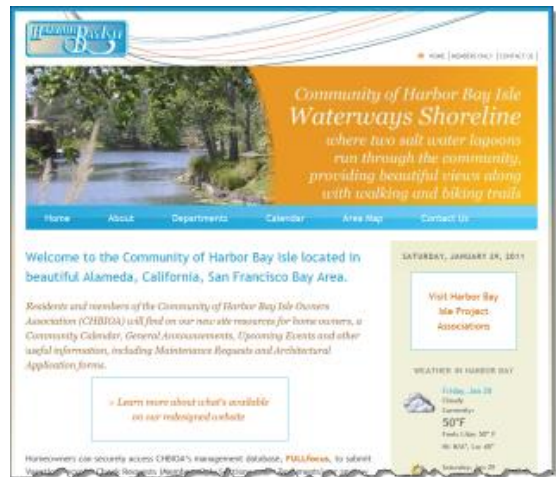 Harbor Bay Isle
HOME | MEMBERS ONLY | CONTACT US
Community of Harbor Bay Isle
Waterways Shoreline
where two salt water lagoons
run through the community,
providing beautiful views along
with walking and biking trails
Home About Departments Calendar Area Map Contact Us
Welcome to the Community of Harbor Bay Isle located in
beautiful Alameda, California, San Francisco Bay Area.
Residents and members of the Community of Harbor Bay Isle Owners
Association (CHBIOA) will find on our new site resources for home owners, a
Community Calendar, General Announcements, Upcoming Events and other
useful information, including Maintenance Requests and Architectural
Application forms.
» Learn more about what's available
on our redesigned website
Homeowners can securely access CHBIOA's management database, FULLfocus, to submit
SATURDAY, JANUARY 29, 2011
Visit Harbor Bay
Isle Project
Associations
WEATHER IN HARBOR BAY
Friday, Jan 28
Cloudy
Currently:
50°F
Feels Like: 50° F
Saturday, Jan 29